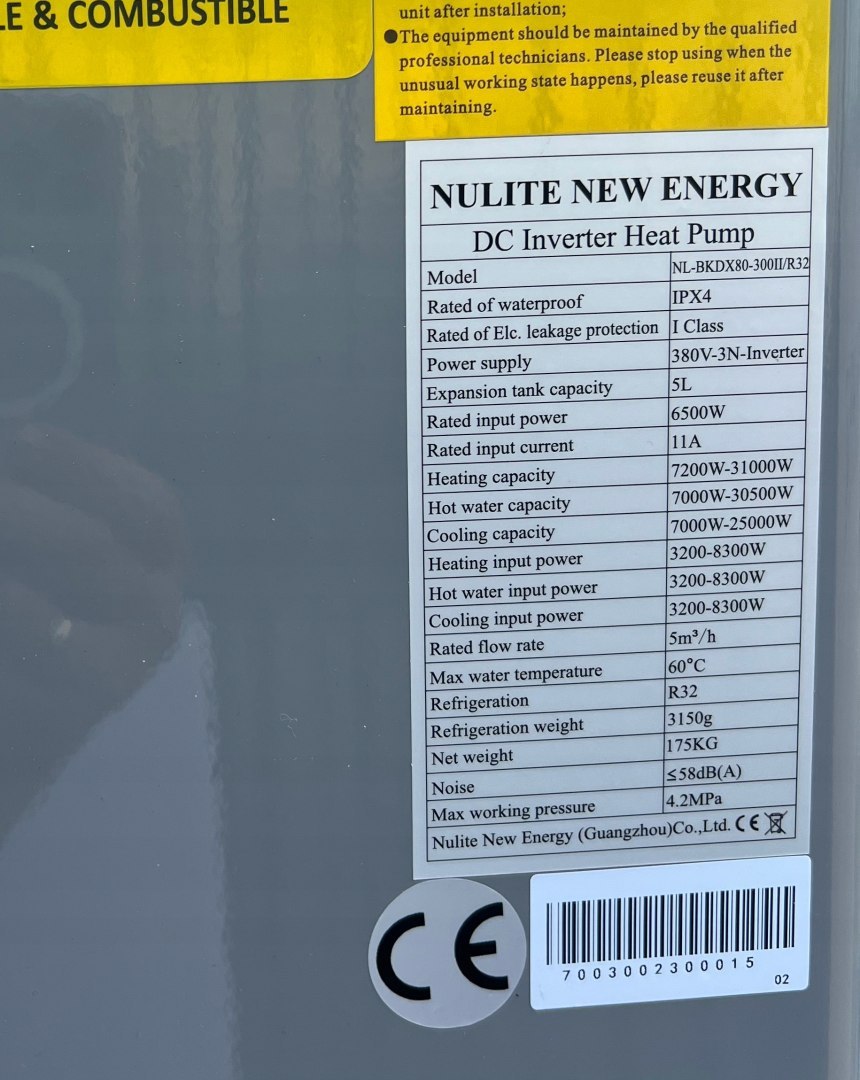 LE & COMBUSTIBLE
unit after installation;
●The equipment should be maintained by the qualified
professional technicians. Please stop using when the
unusual working state happens, please reuse it after
maintaining.
NULITE NEW ENERGY
DC Inverter Heat Pump
Model NL-BKDX80-300II/R32
Rated of waterproof IPX4
Rated of Elc. leakage protection I Class
Power supply 380V-3N-Inverter
Expansion tank capacity 5L
Rated input power 6500W
Rated input current 11A
Heating capacity 7200W-31000W
Hot water capacity 7000W-30500W
Cooling capacity 7000W-25000W
Heating input power 3200-8300W
Hot water input power 3200-8300W
Cooling input power 3200-8300W
Rated flow rate 5m³/h
Max water temperature 60°C
Refrigeration R32
Refrigeration weight 3150g
Net weight 175KG
Noise ≤58dB(A)
Max working pressure 4.2MPa
Nulite New Energy (Guangzhou)Co.,Ltd. CE
CE
7003002300015
02